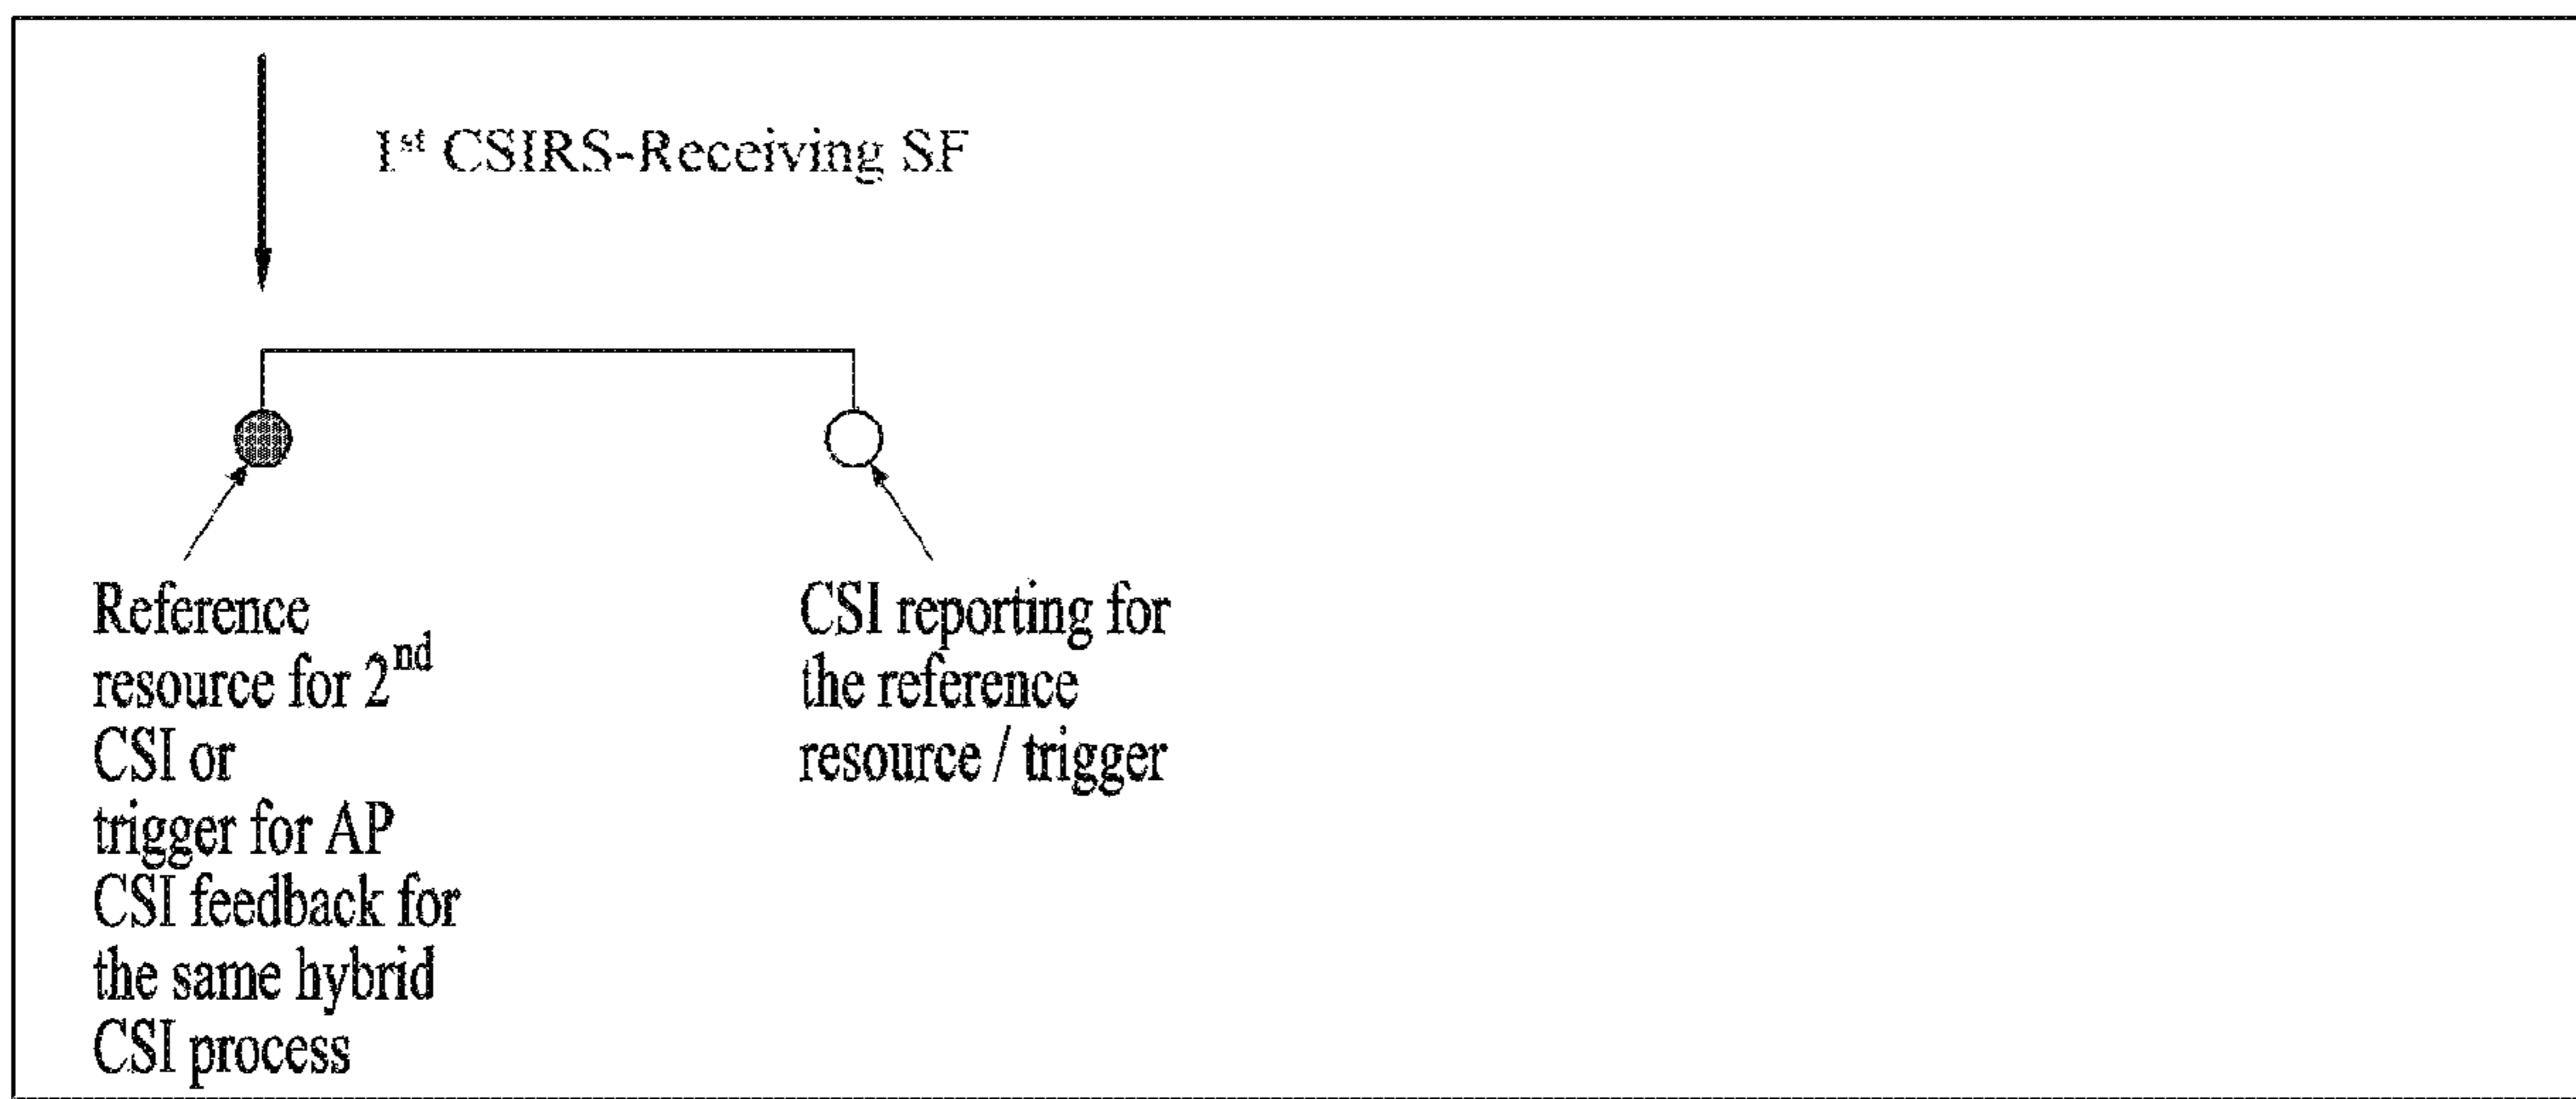 1st CSIRS-Receiving SF
Reference
resource for 2nd
CSI or
trigger for AP
CSI feedback for
the same hybrid
CSI process
CSI reporting for
the reference
resource / trigger